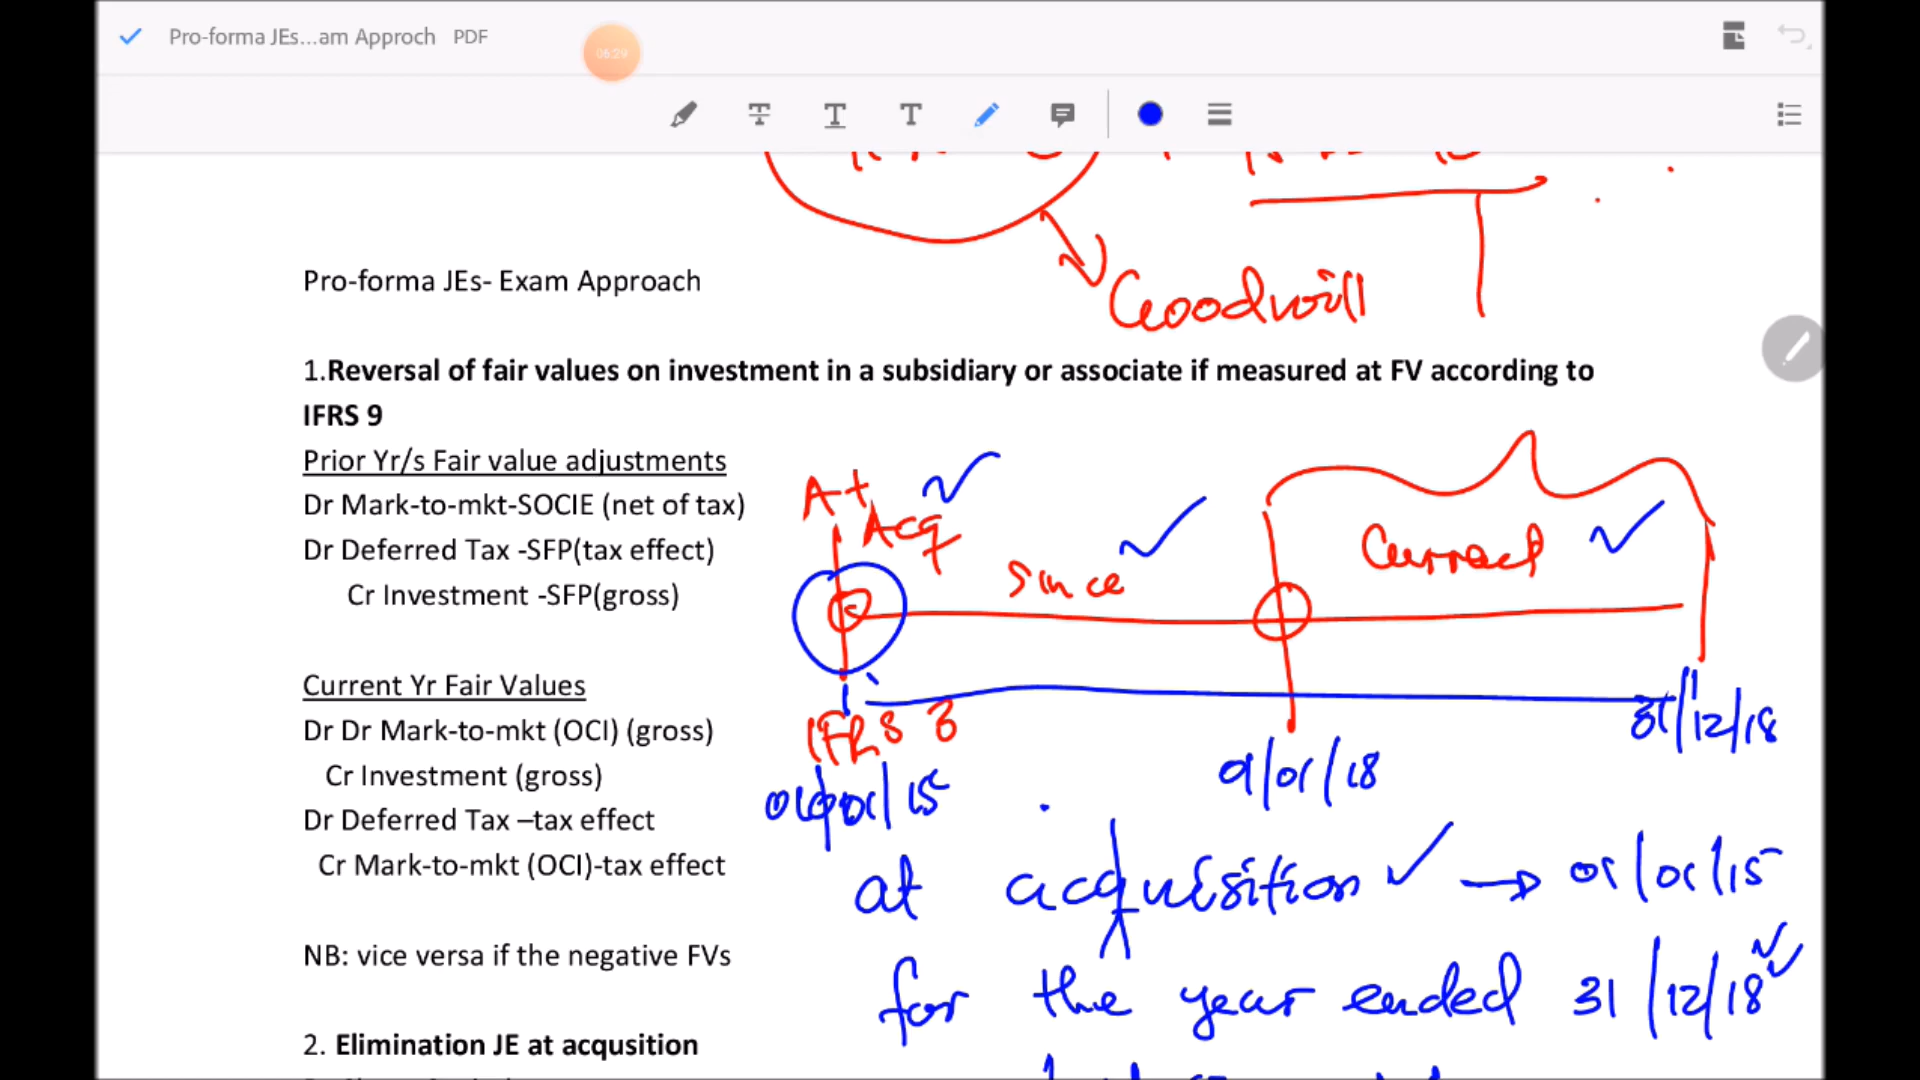 Pro-forma JEs...am Approch PDF
06:29
Goodwill
Pro-forma JEs- Exam Approach
1.Reversal of fair values on investment in a subsidiary or associate if measured at FV according to
IFRS 9
Prior Yr/s Fair value adjustments
Dr Mark-to-mkt-SOCIE (net of tax)
Dr Deferred Tax -SFP(tax effect)
Cr Investment -SFP(gross)
At
Acq
since
Current
Current Yr Fair Values
Dr Dr Mark-to-mkt (OCI) (gross)
Cr Investment (gross)
Dr Deferred Tax –tax effect
Cr Mark-to-mkt (OCI)-tax effect
IFRS 3
01/01/15
31/12/18
at acquisition → 01/01/15
for the year ended 31/12/18
NB: vice versa if the negative FVs
2. Elimination JE at acqusition